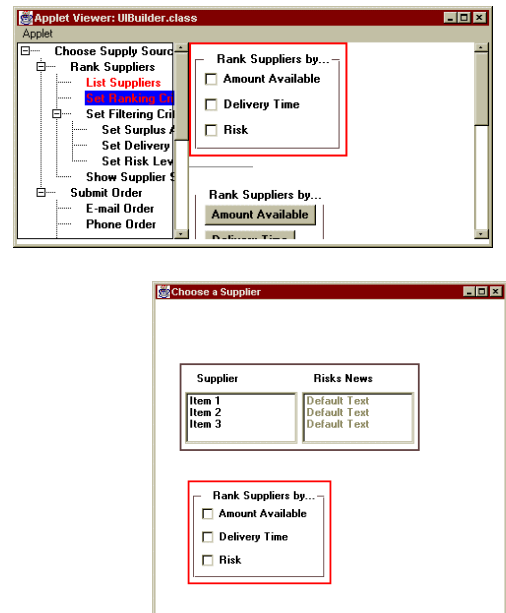 Applet Viewer: UIBuilder.class
Applet
Choose Supply Sourc
Rank Suppliers
List Suppliers
Set Ranking Cri
Set Filtering Crit
Set Surplus A
Set Delivery
Set Risk Lev
Show Supplier S
Submit Order
E-mail Order
Phone Order
Rank Suppliers by...
Amount Available
Delivery Time
Risk
Rank Suppliers by...
Amount Available
Delivery Time
Choose a Supplier
Supplier Risks News
Item 1 Default Text
Item 2 Default Text
Item 3 Default Text
Rank Suppliers by...
Amount Available
Delivery Time
Risk